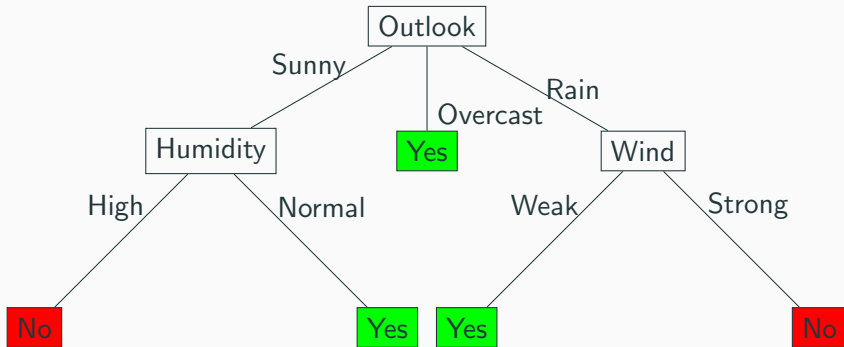 Outlook
Sunny
Rain
Overcast
Humidity
Yes
Wind
High
Normal
Weak
Strong
No
Yes
Yes
No